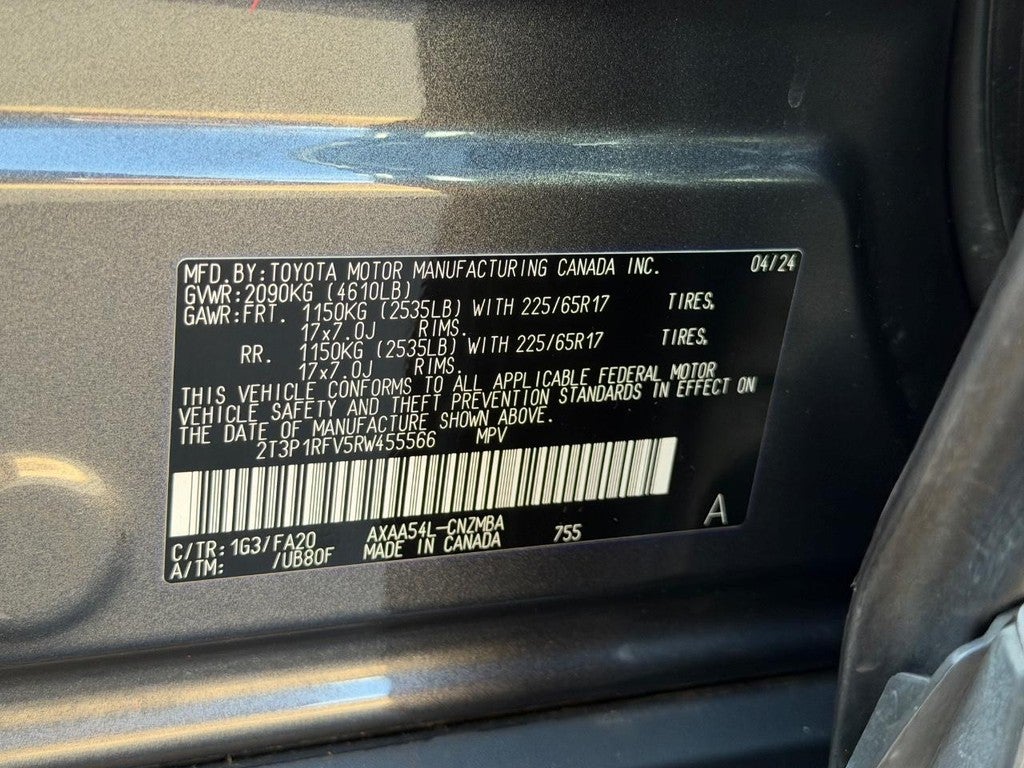 MFD.BY:TOYOTA MOTOR MANUFACTURING CANADA INC. 04/24
GVWR:2090KG (4610LB)
GAWR:FRT. 1150KG (2535LB) WITH 225/65R17 TIRES,
17x7.0J RIMS.
RR. 1150KG (2535LB) WITH 225/65R17 TIRES,
17x7.0J RIMS.
THIS VEHICLE CONFORMS TO ALL APPLICABLE FEDERAL MOTOR
VEHICLE SAFETY AND THEFT PREVENTION STANDARDS IN EFFECT ON
THE DATE OF MANUFACTURE SHOWN ABOVE.
2T3P1RFV5RW455566 MPV
C/TR:1G3/FA20 AXAA54L-CNZMBA 755 A
A/TM: /UB80F MADE IN CANADA